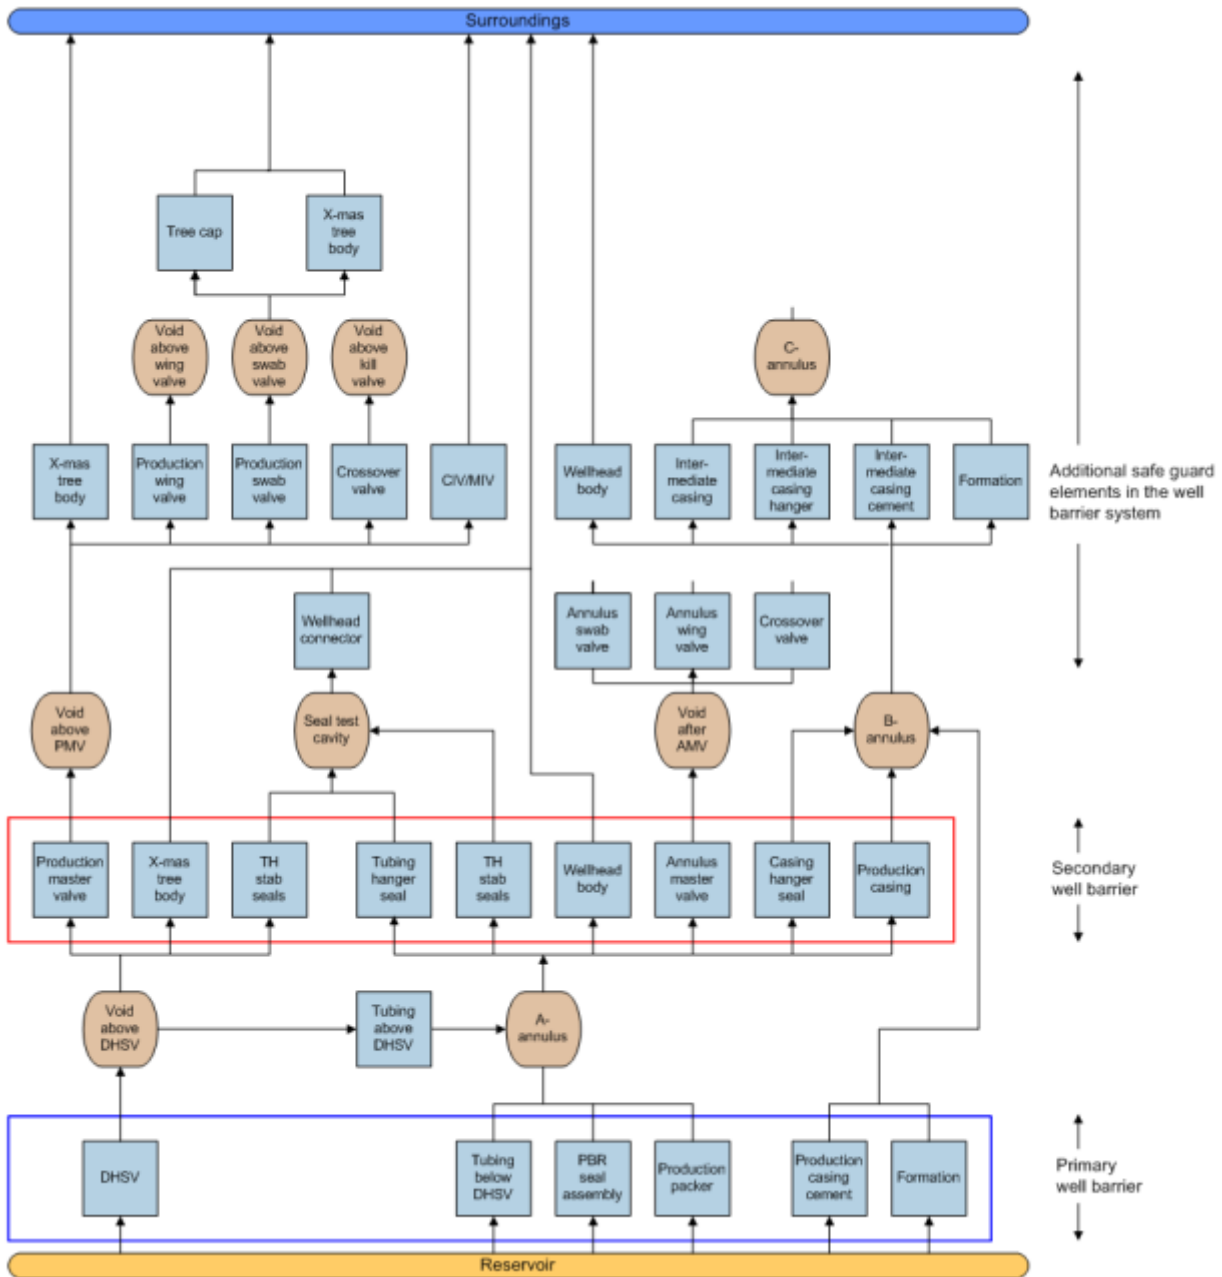 Surroundings
Tree cap
X-mas
tree
body
Void
above
wing
valve
Void
above
swab
valve
Void
above
kill
valve
C-
annulus
X-mas
tree
body
Production
wing
valve
Production
swab
valve
Crossover
valve
CIV/MIV
Wellhead
body
Inter-
mediate
casing
Inter-
mediate
casing
hanger
Inter-
mediate
casing
cement
Formation
Additional safe guard
elements in the well
barrier system
Wellhead
connector
Annulus
swab
valve
Annulus
wing
valve
Crossover
valve
Void
above
PMV
Seal test
cavity
Void
after
AMV
B-
annulus
Production
master
valve
X-mas
tree
body
TH
stab
seals
Tubing
hanger
seal
TH
stab
seals
Wellhead
body
Annulus
master
valve
Casing
hanger
seal
Production
casing
Secondary
well barrier
Void
above
DHSV
Tubing
above
DHSV
A-
annulus
DHSV
Tubing
below
DHSV
PBR
seal
assembly
Production
packer
Production
casing
cement
Formation
Primary
well barrier
Reservoir